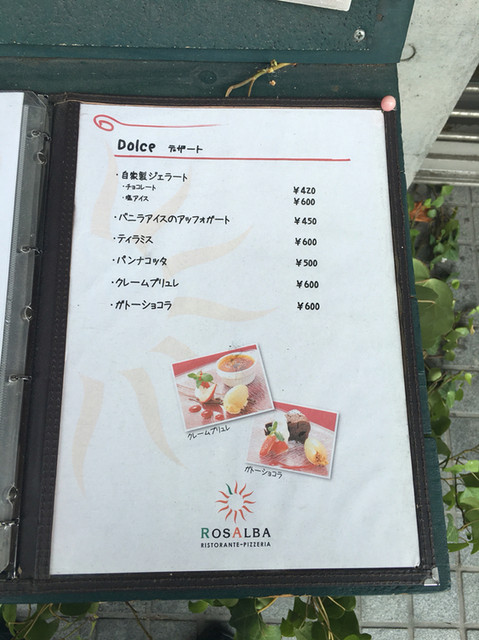 Dolce デザート
・自家製ジェラート
・チョコレート ¥420
・塩アイス ¥600
・バニラアイスのアッフォガート ¥450
・ティラミス ¥600
・パンナコッタ ¥500
・クレームブリュレ ¥600
・ガトーショコラ ¥600
クレームブリュレ
ガトーショコラ
ROSALBA
RISTORANTE-PIZZERIA